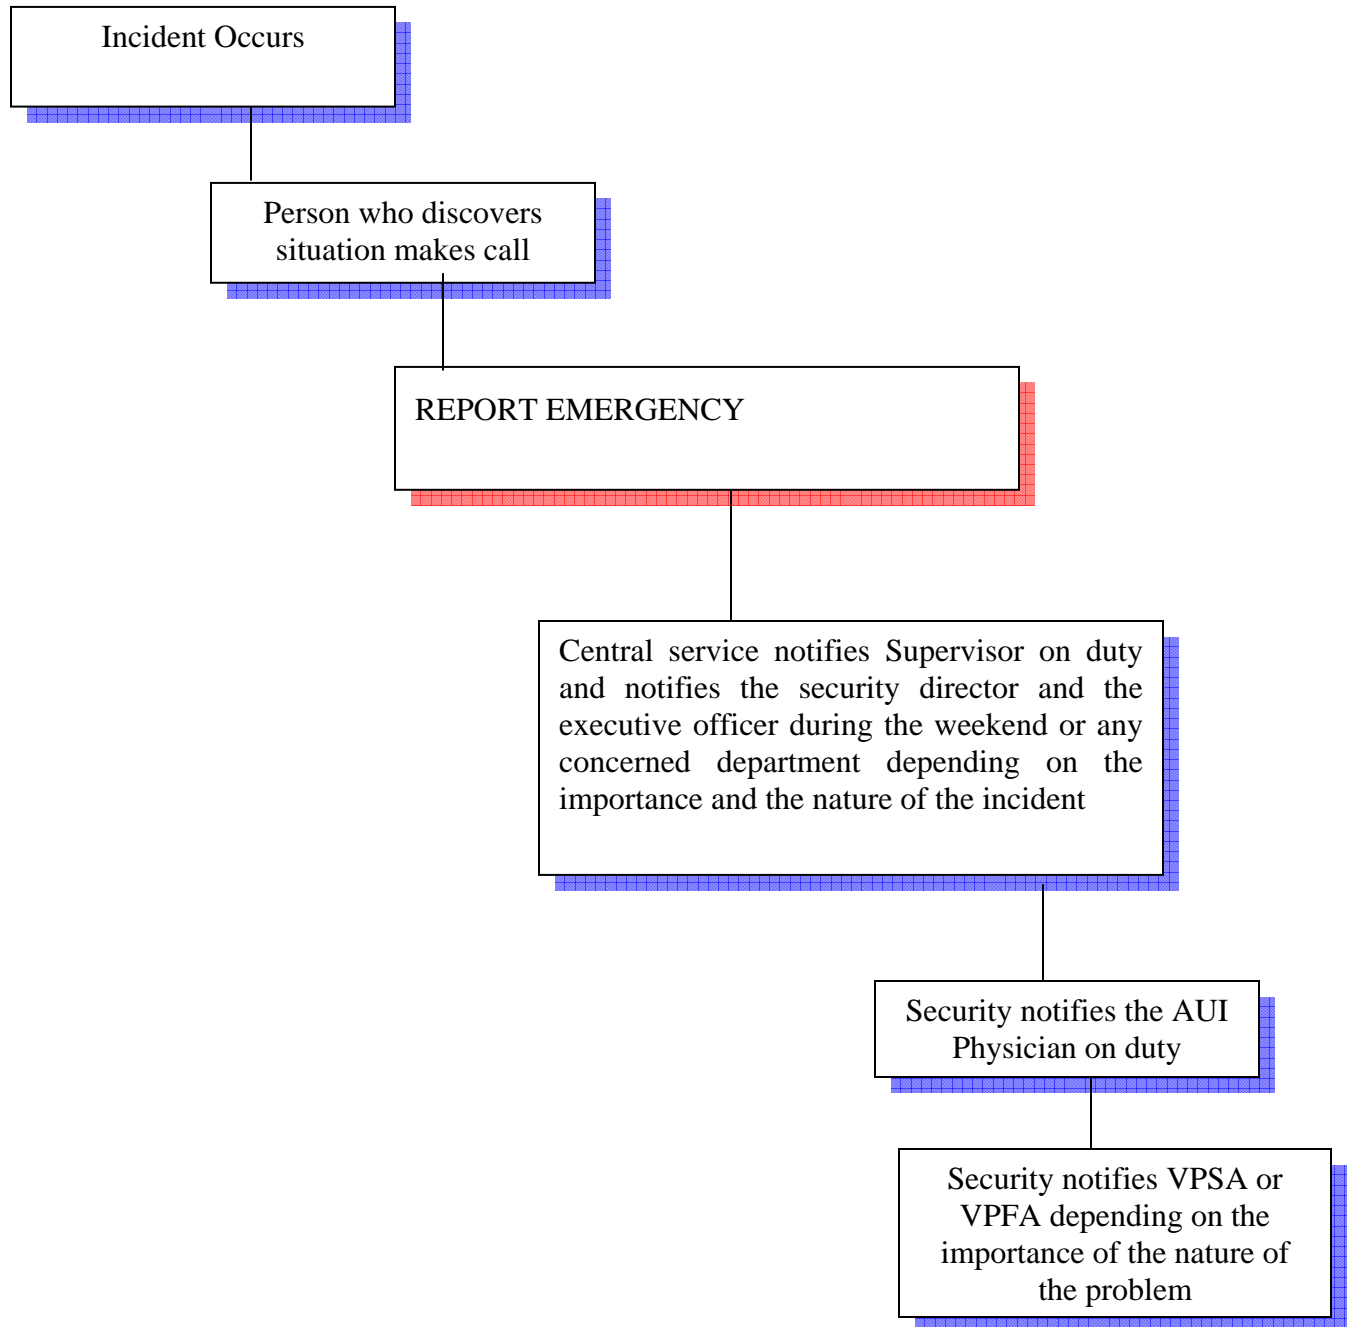 Incident Occurs
Person who discovers
situation makes call
REPORT EMERGENCY
Central service notifies Supervisor on duty
and notifies the security director and the
executive officer during the weekend or any
concerned department depending on the
importance and the nature of the incident
Security notifies the AUI
Physician on duty
Security notifies VPSA or
VPFA depending on the
importance of the nature of
the problem